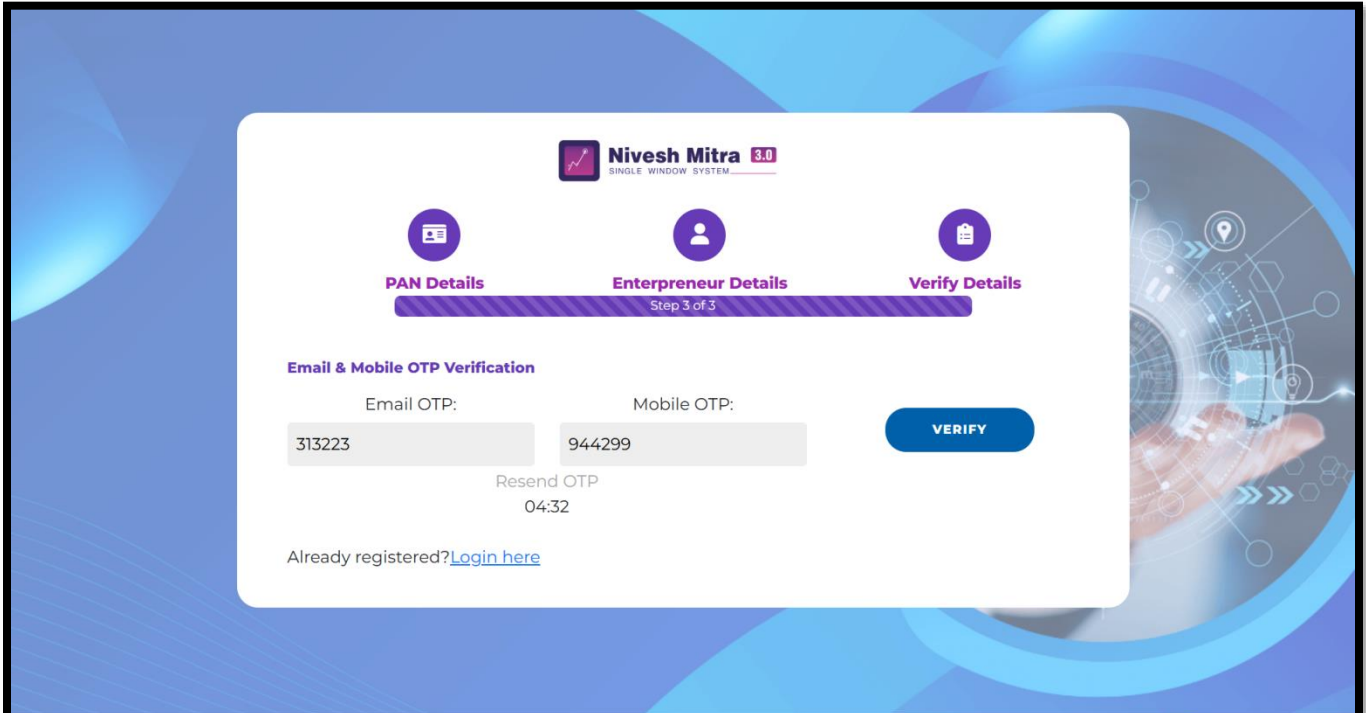 Nivesh Mitra 3.0
SINGLE WINDOW SYSTEM
PAN Details
Enterpreneur Details
Verify Details
Step 3 of 3
Email & Mobile OTP Verification
Email OTP:
Mobile OTP:
313223
944299
VERIFY
Resend OTP
04:32
Already registered?Login here